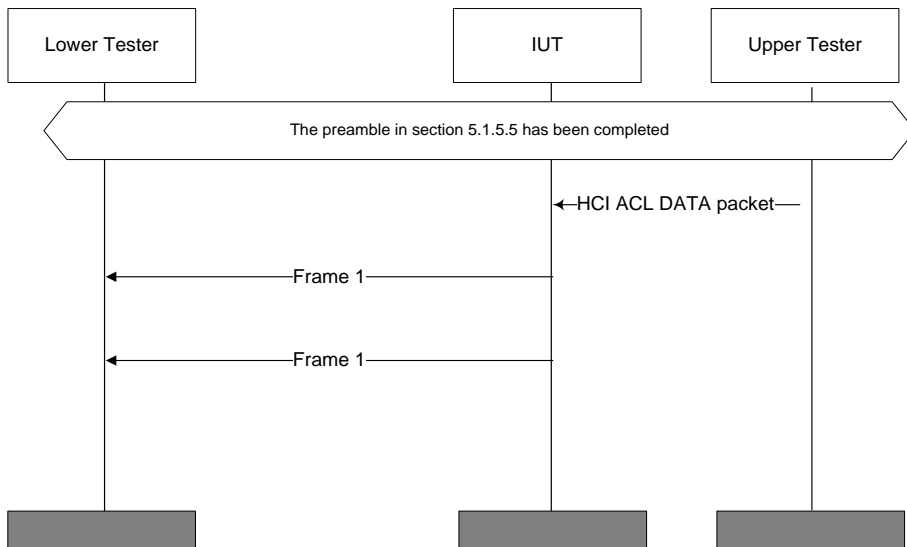 Lower Tester
IUT
Upper Tester
The preamble in section 5.1.5.5 has been completed
HCI ACL DATA packet
Frame 1
Frame 1